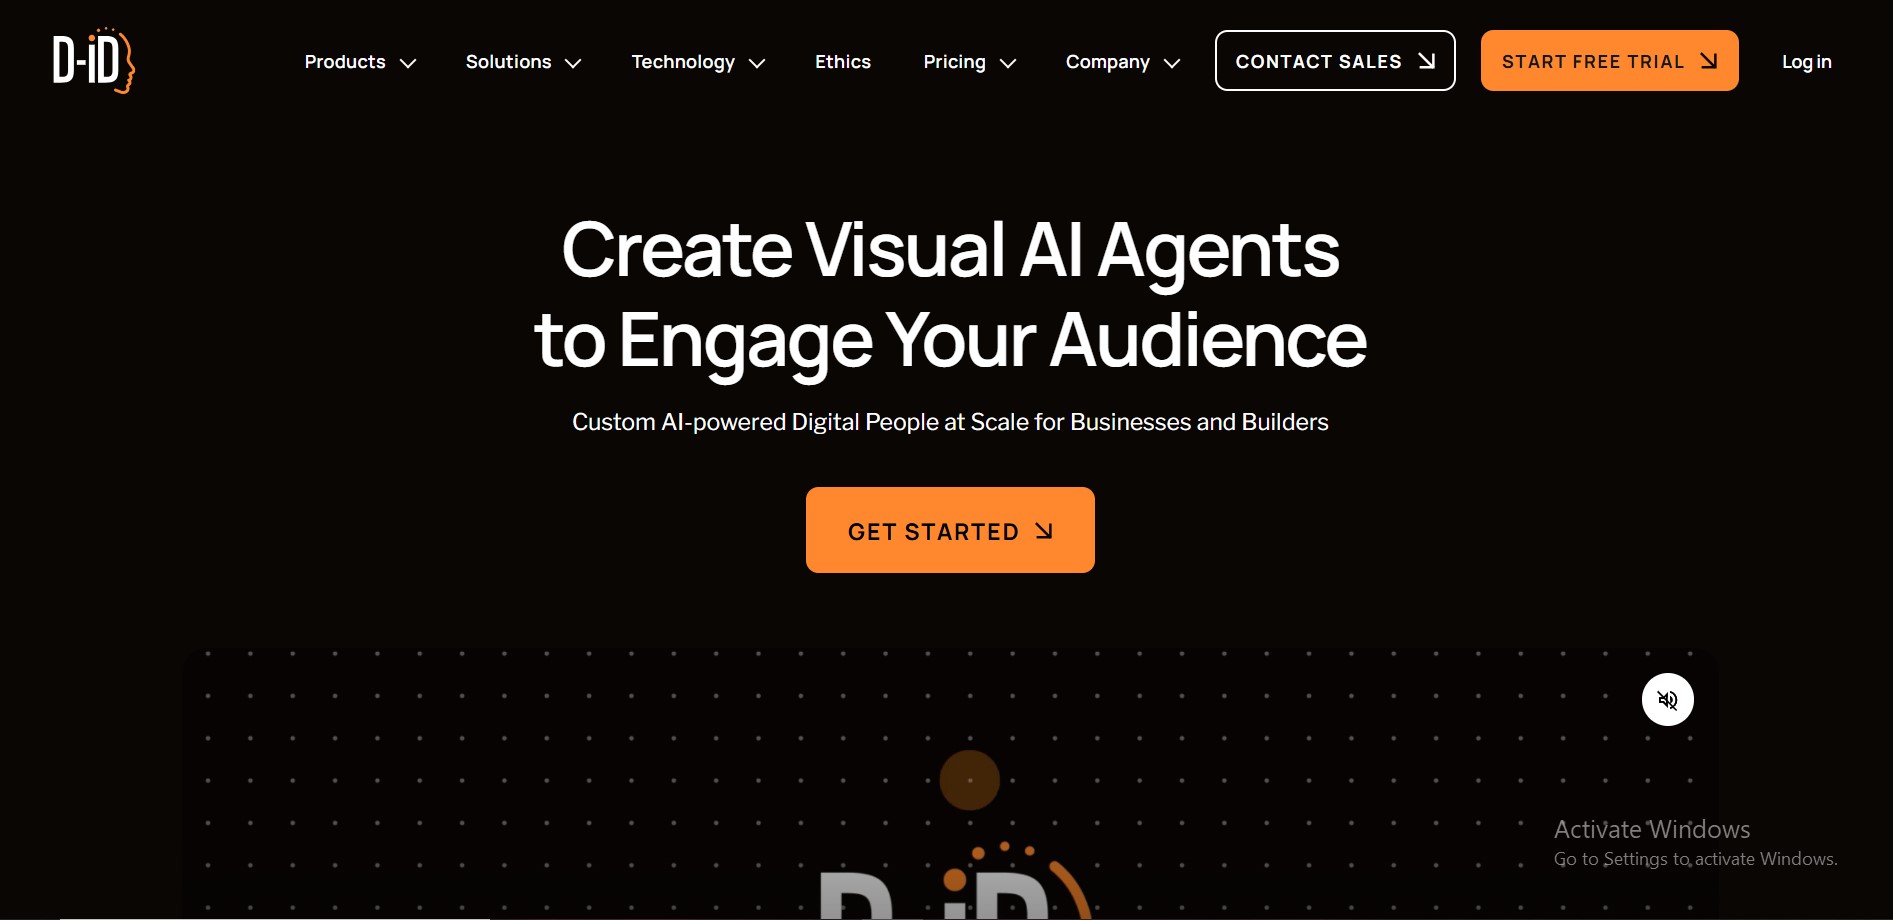 D-iD
Products
Solutions
Technology
Ethics
Pricing
Company
CONTACT SALES
START FREE TRIAL
Log in
Create Visual AI Agents
to Engage Your Audience
Custom AI-powered Digital People at Scale for Businesses and Builders
GET STARTED
D-iD
Activate Windows
Go to Settings to activate Windows.